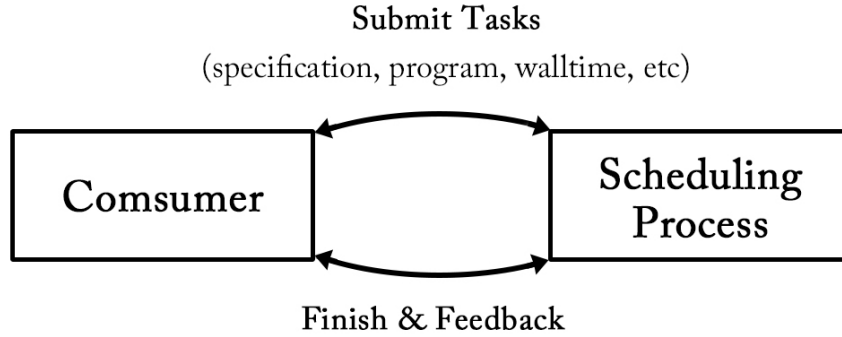 Submit Tasks
(specification, program, walltime, etc)
Comsumer
Scheduling
Process
Finish & Feedback